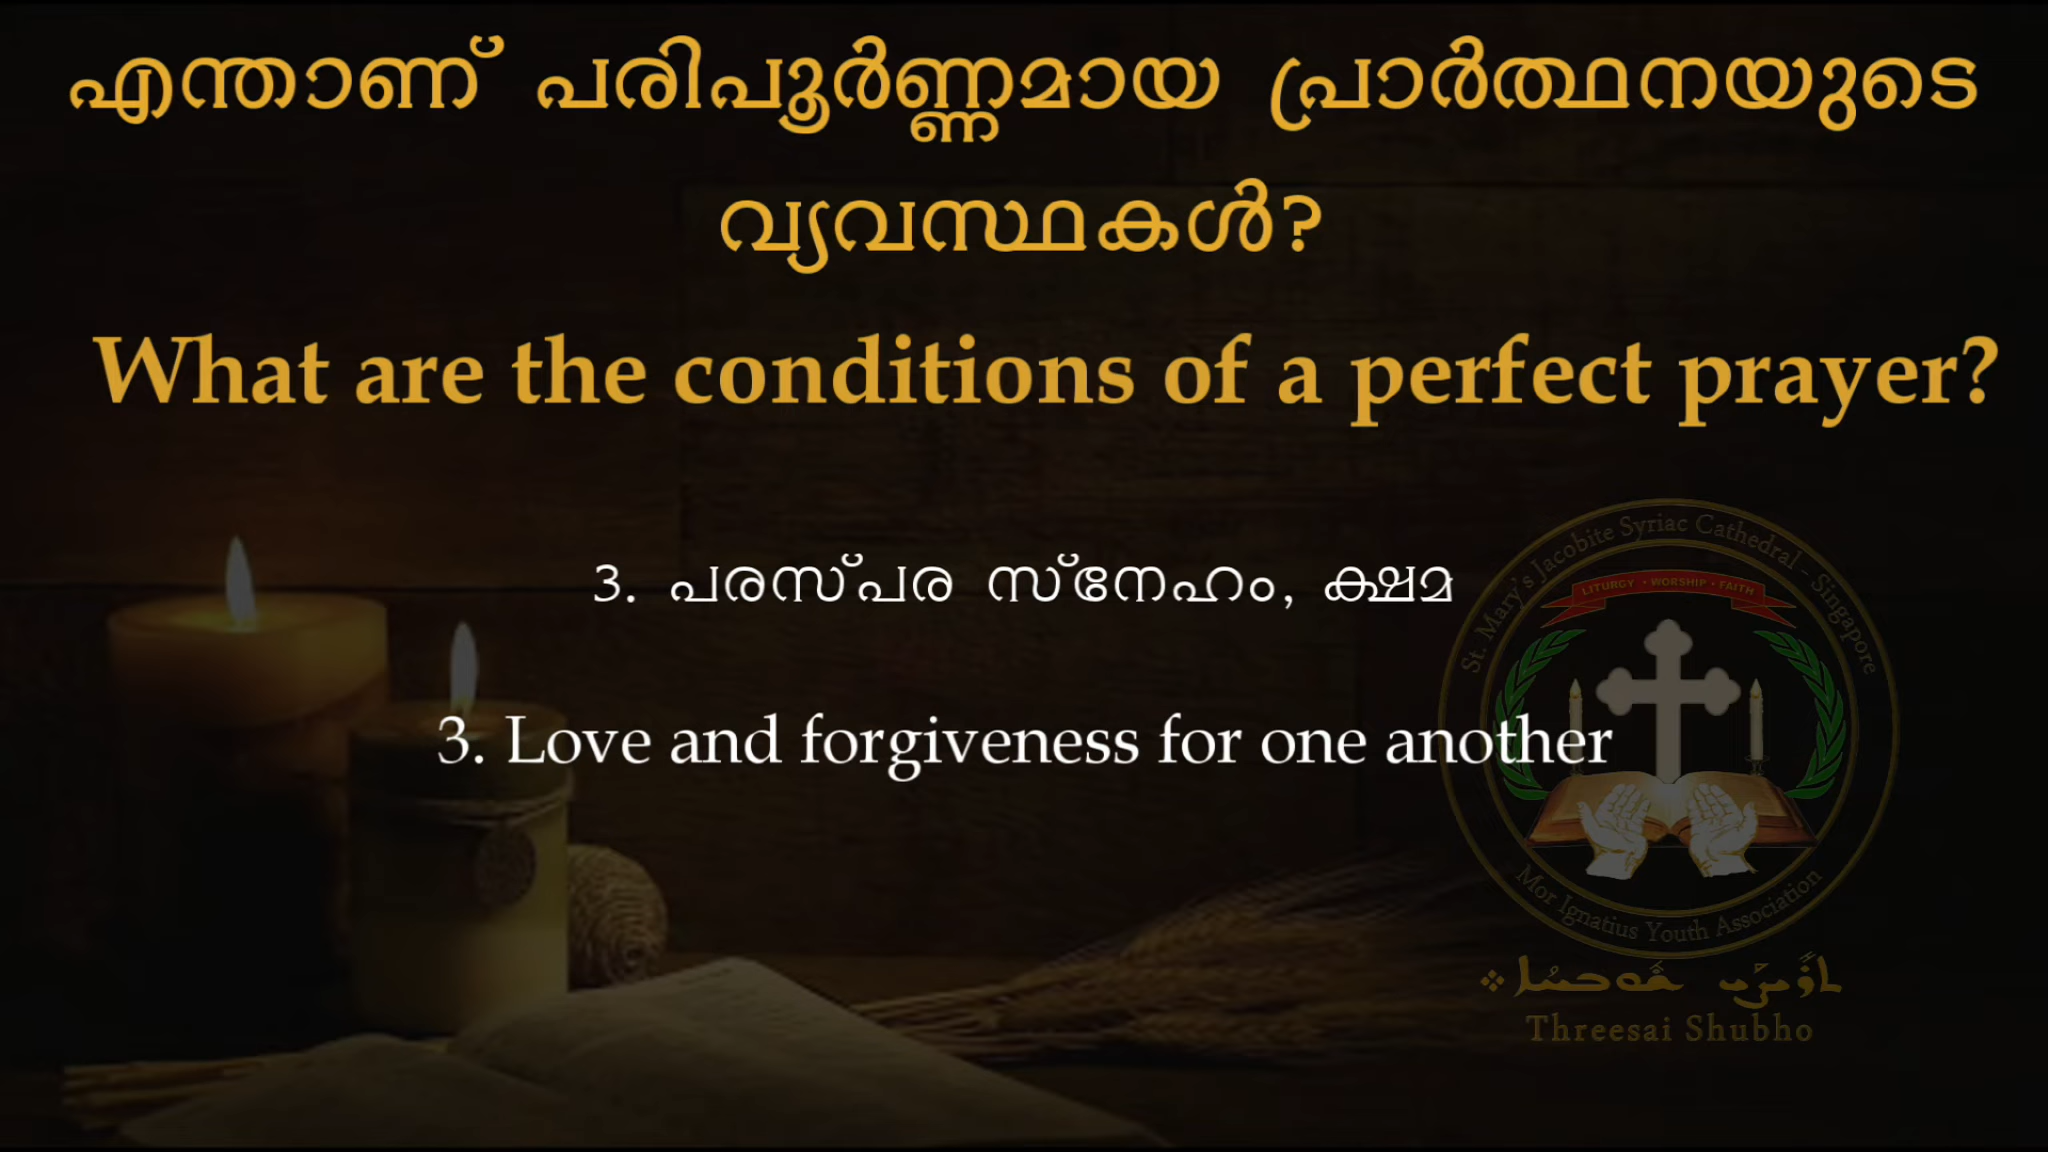 എന്താണ് പരിപൂർണ്ണമായ പ്രാർത്ഥനയുടെ
വ്യവസ്ഥകൾ?
What are the conditions of a perfect prayer?
3. പരസ്പര സ്നേഹം, ക്ഷമ
3. Love and forgiveness for one another
St. Mary's Jacobite Syriac Cathedral - Singapore
LITURGY • WORSHIP • FAITH
Mor Ignatius Youth Association
Threesai Shubho